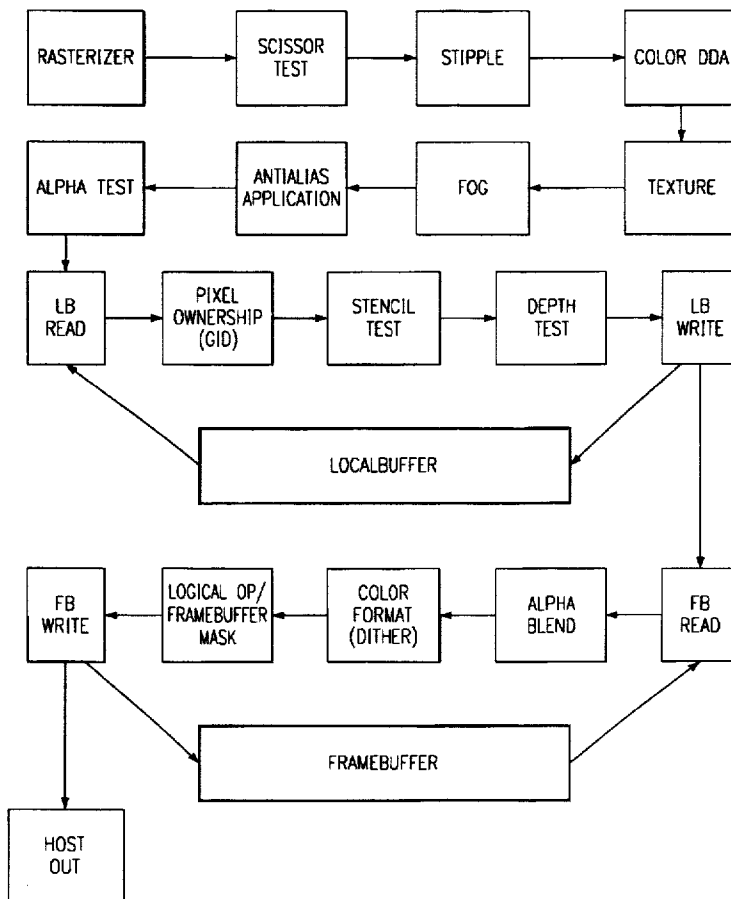 RASTERIZER
SCISSOR
TEST
STIPPLE
COLOR DDA
ALPHA TEST
ANTIALIAS
APPLICATION
FOG
TEXTURE
LB
READ
PIXEL
OWNERSHIP
(GID)
STENCIL
TEST
DEPTH
TEST
LB
WRITE
LOCALBUFFER
FB
WRITE
LOGICAL OP/
FRAMEBUFFER
MASK
COLOR
FORMAT
(DITHER)
ALPHA
BLEND
FB
READ
FRAMEBUFFER
HOST
OUT